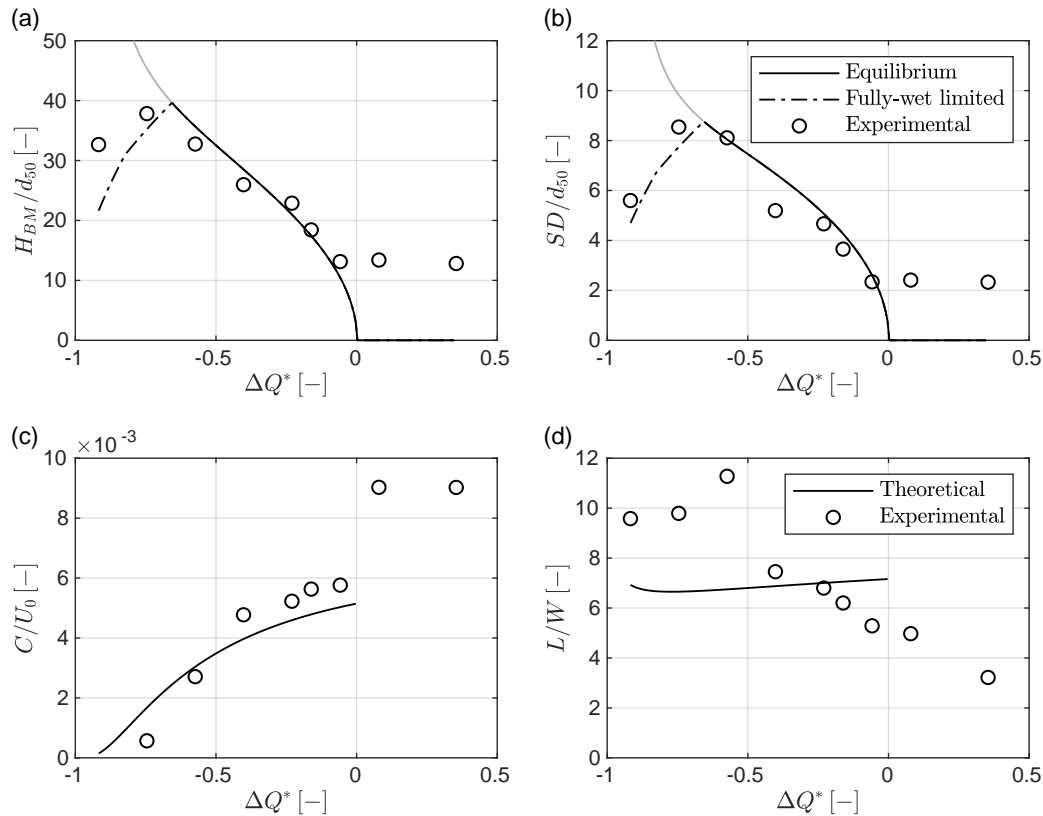 (a)
50
40
30
20
10
0
H_{BM}/d_{50} [−]
-1
-0.5
0
0.5
ΔQ* [−]
(b)
12
10
8
6
4
2
0
SD/d_{50} [−]
Equilibrium
Fully-wet limited
Experimental
-1
-0.5
0
0.5
ΔQ* [−]
(c)
×10^{-3}
10
8
6
4
2
0
C/U_0 [−]
-1
-0.5
0
0.5
ΔQ* [−]
(d)
12
10
8
6
4
2
0
L/W [−]
Theoretical
Experimental
-1
-0.5
0
0.5
ΔQ* [−]